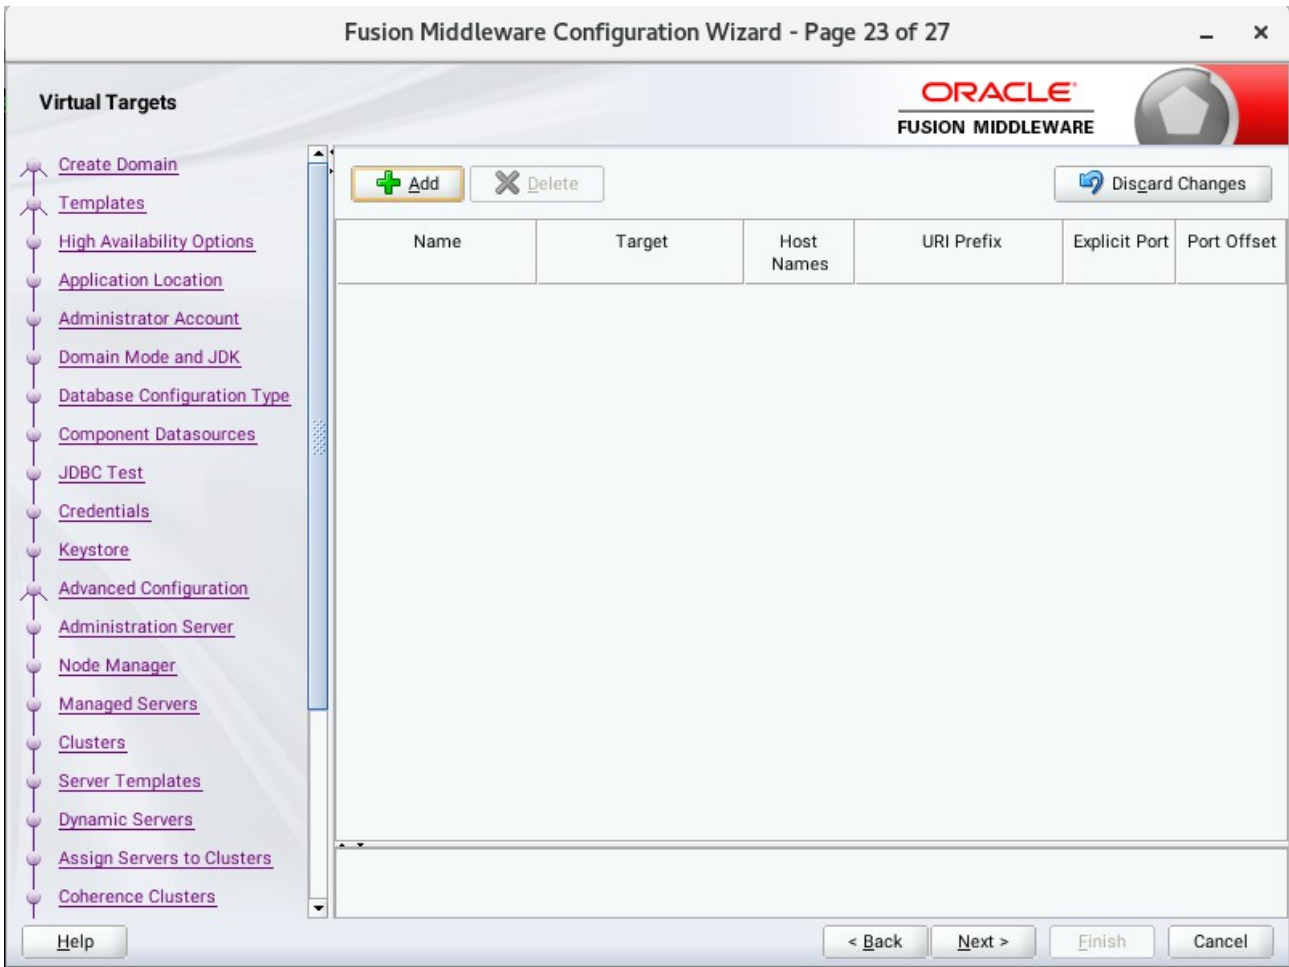 Fusion Middleware Configuration Wizard - Page 23 of 27
Virtual Targets
ORACLE
FUSION MIDDLEWARE
Create Domain
Templates
High Availability Options
Application Location
Administrator Account
Domain Mode and JDK
Database Configuration Type
Component Datasources
JDBC Test
Credentials
Keystore
Advanced Configuration
Administration Server
Node Manager
Managed Servers
Clusters
Server Templates
Dynamic Servers
Assign Servers to Clusters
Coherence Clusters
Add Delete Discard Changes
Name Target Host Names URI Prefix Explicit Port Port Offset
Help < Back Next > Finish Cancel